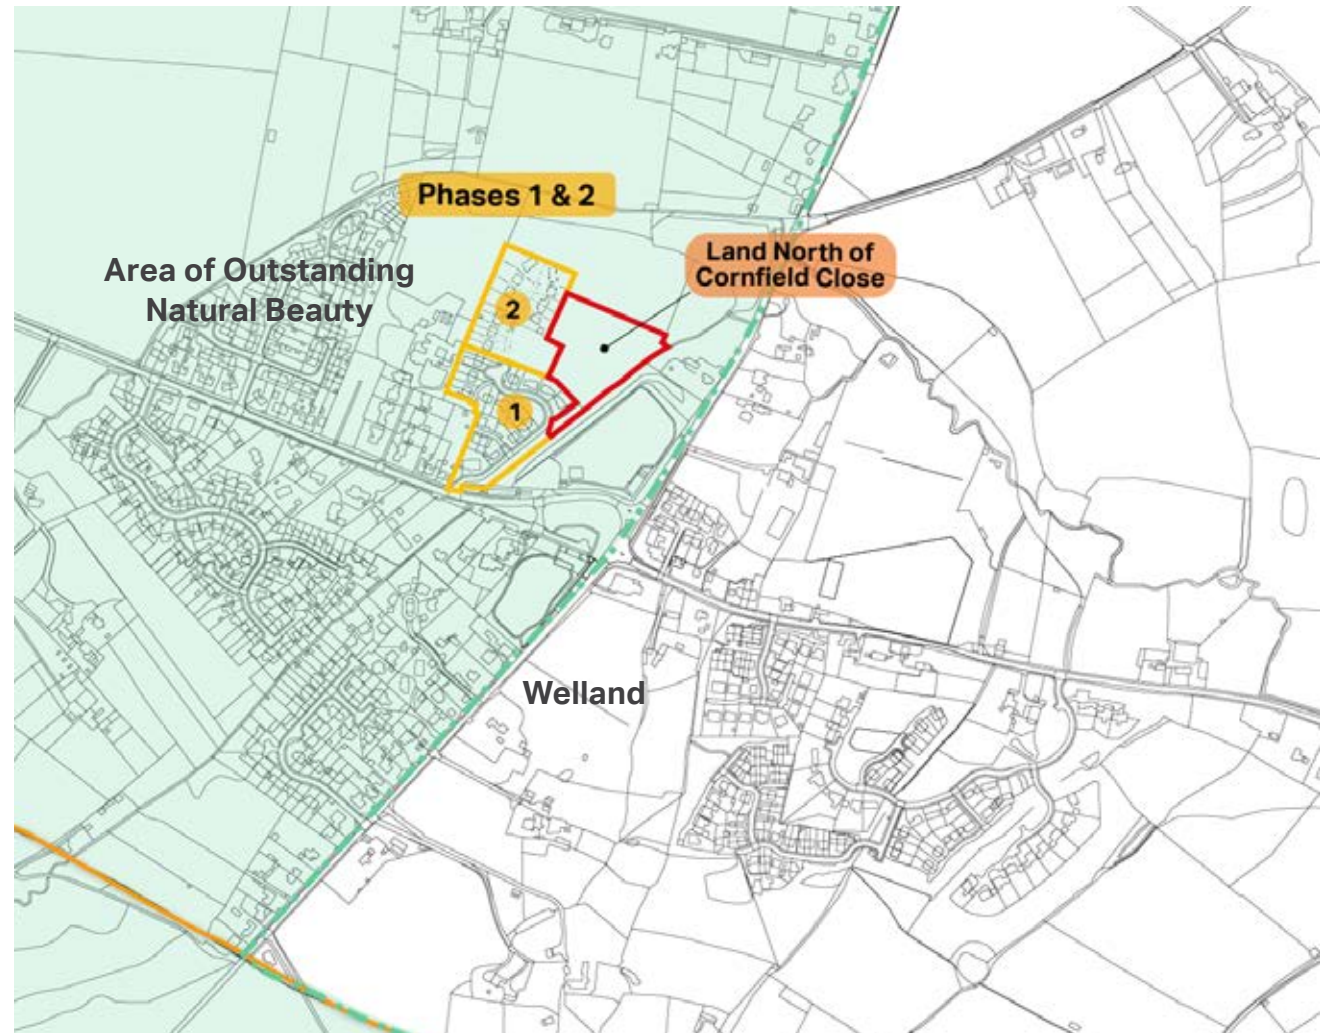 Phases 1 & 2
Land North of
Cornfield Close
Area of Outstanding
Natural Beauty
2
1
Welland